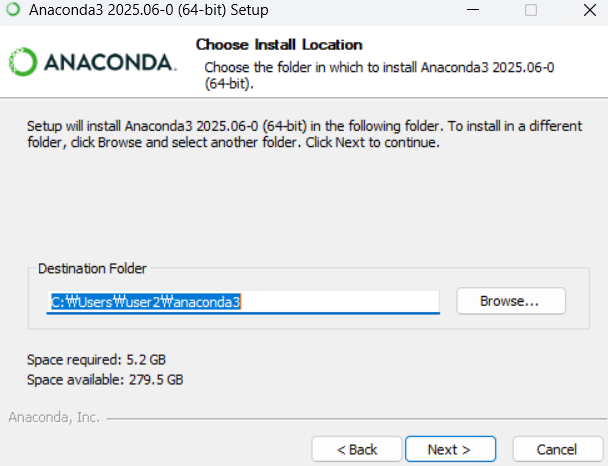 Anaconda3 2025.06-0 (64-bit) Setup
Choose Install Location
ANACONDA.
Choose the folder in which to install Anaconda3 2025.06-0
(64-bit).
Setup will install Anaconda3 2025.06-0 (64-bit) in the following folder. To install in a different
folder, click Browse and select another folder. Click Next to continue.
Destination Folder
C:₩Users₩user2₩anaconda3
Browse...
Space required: 5.2 GB
Space available: 279.5 GB
Anaconda, Inc.
< Back
Next >
Cancel